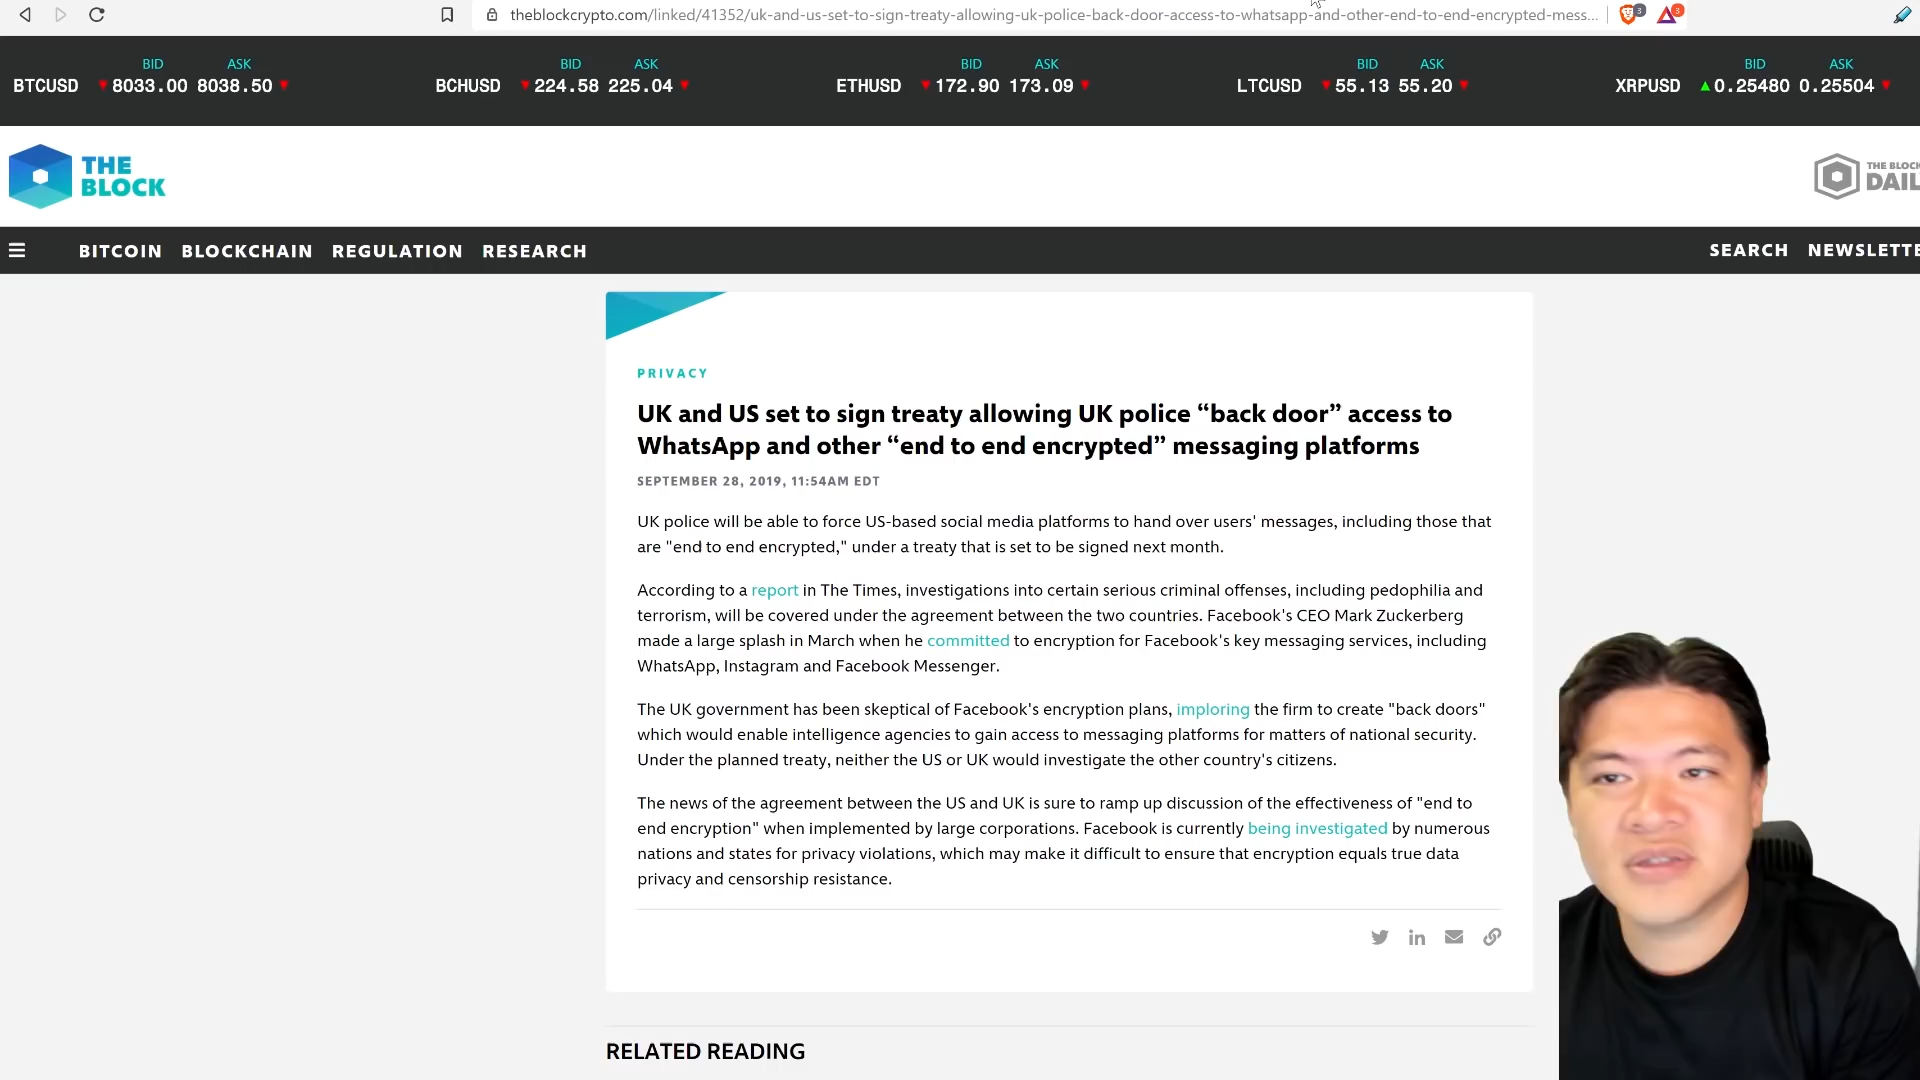 theblockcrypto.com/linked/41352/uk-and-us-set-to-sign-treaty-allowing-uk-police-back-door-access-to-whatsapp-and-other-end-to-end-encrypted-mess...
3
3
BID ASK
BTCUSD 8033.00 8038.50
BID ASK
BCHUSD 224.58 225.04
BID ASK
ETHUSD 172.90 173.09
BID ASK
LTCUSD 55.13 55.20
BID ASK
XRPUSD 0.25480 0.25504
THE
BLOCK
THE BLOCK
DAIL
BITCOIN BLOCKCHAIN REGULATION RESEARCH
SEARCH NEWSLETTE
PRIVACY
UK and US set to sign treaty allowing UK police “back door” access to
WhatsApp and other “end to end encrypted” messaging platforms
SEPTEMBER 28, 2019, 11:54AM EDT
UK police will be able to force US-based social media platforms to hand over users' messages, including those that
are "end to end encrypted," under a treaty that is set to be signed next month.
According to a report in The Times, investigations into certain serious criminal offenses, including pedophilia and
terrorism, will be covered under the agreement between the two countries. Facebook's CEO Mark Zuckerberg
made a large splash in March when he committed to encryption for Facebook's key messaging services, including
WhatsApp, Instagram and Facebook Messenger.
The UK government has been skeptical of Facebook's encryption plans, imploring the firm to create "back doors"
which would enable intelligence agencies to gain access to messaging platforms for matters of national security.
Under the planned treaty, neither the US or UK would investigate the other country's citizens.
The news of the agreement between the US and UK is sure to ramp up discussion of the effectiveness of "end to
end encryption" when implemented by large corporations. Facebook is currently being investigated by numerous
nations and states for privacy violations, which may make it difficult to ensure that encryption equals true data
privacy and censorship resistance.
RELATED READING